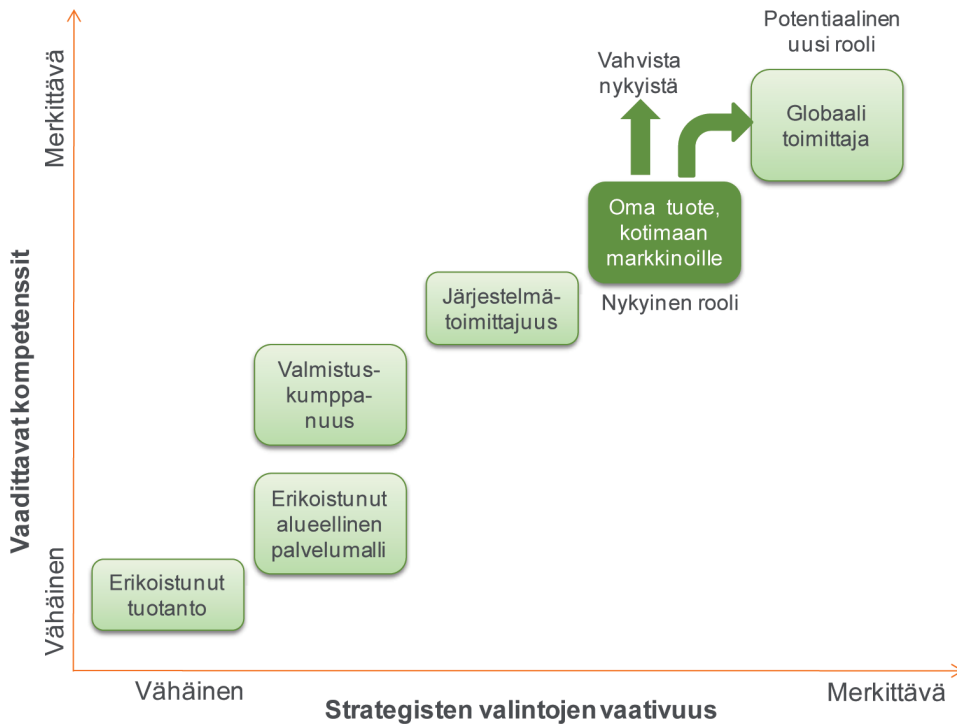 Potentiaalinen
uusi rooli
Vahvista
nykyistä
Globaali
toimittaja
Oma tuote,
kotimaan
markkinoille
Nykyinen rooli
Järjestelmä-
toimittajuus
Valmistus-
kumppa-
nuus
Erikoistunut
alueellinen
palvelumalli
Erikoistunut
tuotanto
Merkittävä
Vaadittavat kompetenssit
Vähäinen
Vähäinen
Merkittävä
Strategisten valintojen vaativuus